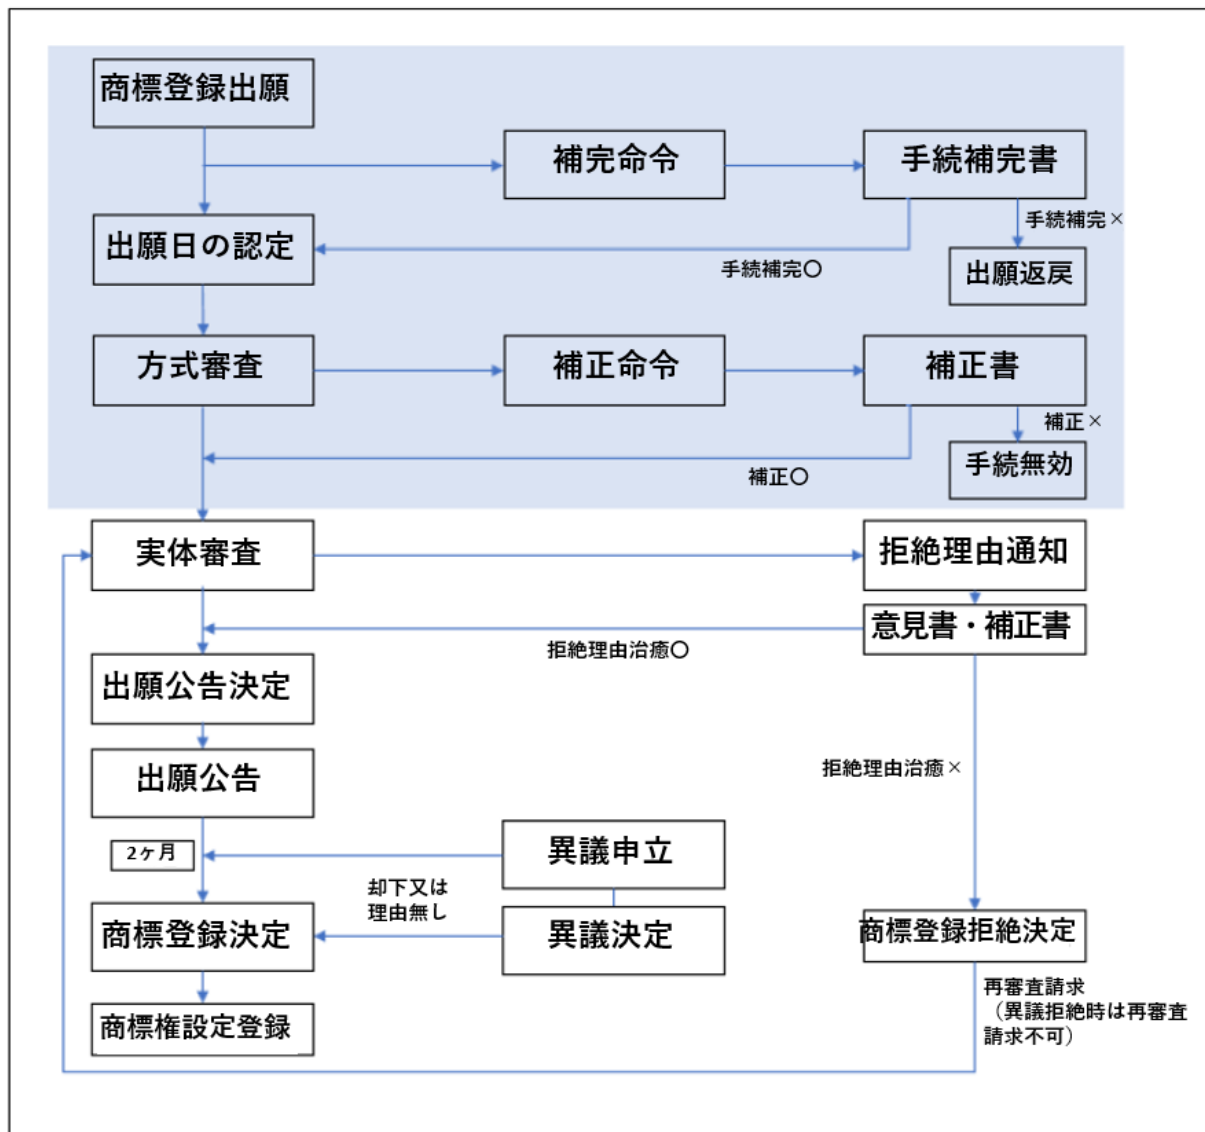 商標登録出願
補完命令
手続補完書
手続補完×
出願日の認定
手続補完〇
出願返戻
方式審査
補正命令
補正書
補正×
補正〇
手続無効
実体審査
拒絶理由通知
意見書・補正書
拒絶理由治癒〇
出願公告決定
出願公告
拒絶理由治癒×
2ヶ月
異議申立
却下又は
理由無し
商標登録決定
異議決定
商標登録拒絶決定
再審査請求
（異議拒絶時は再審査
請求不可）
商標権設定登録